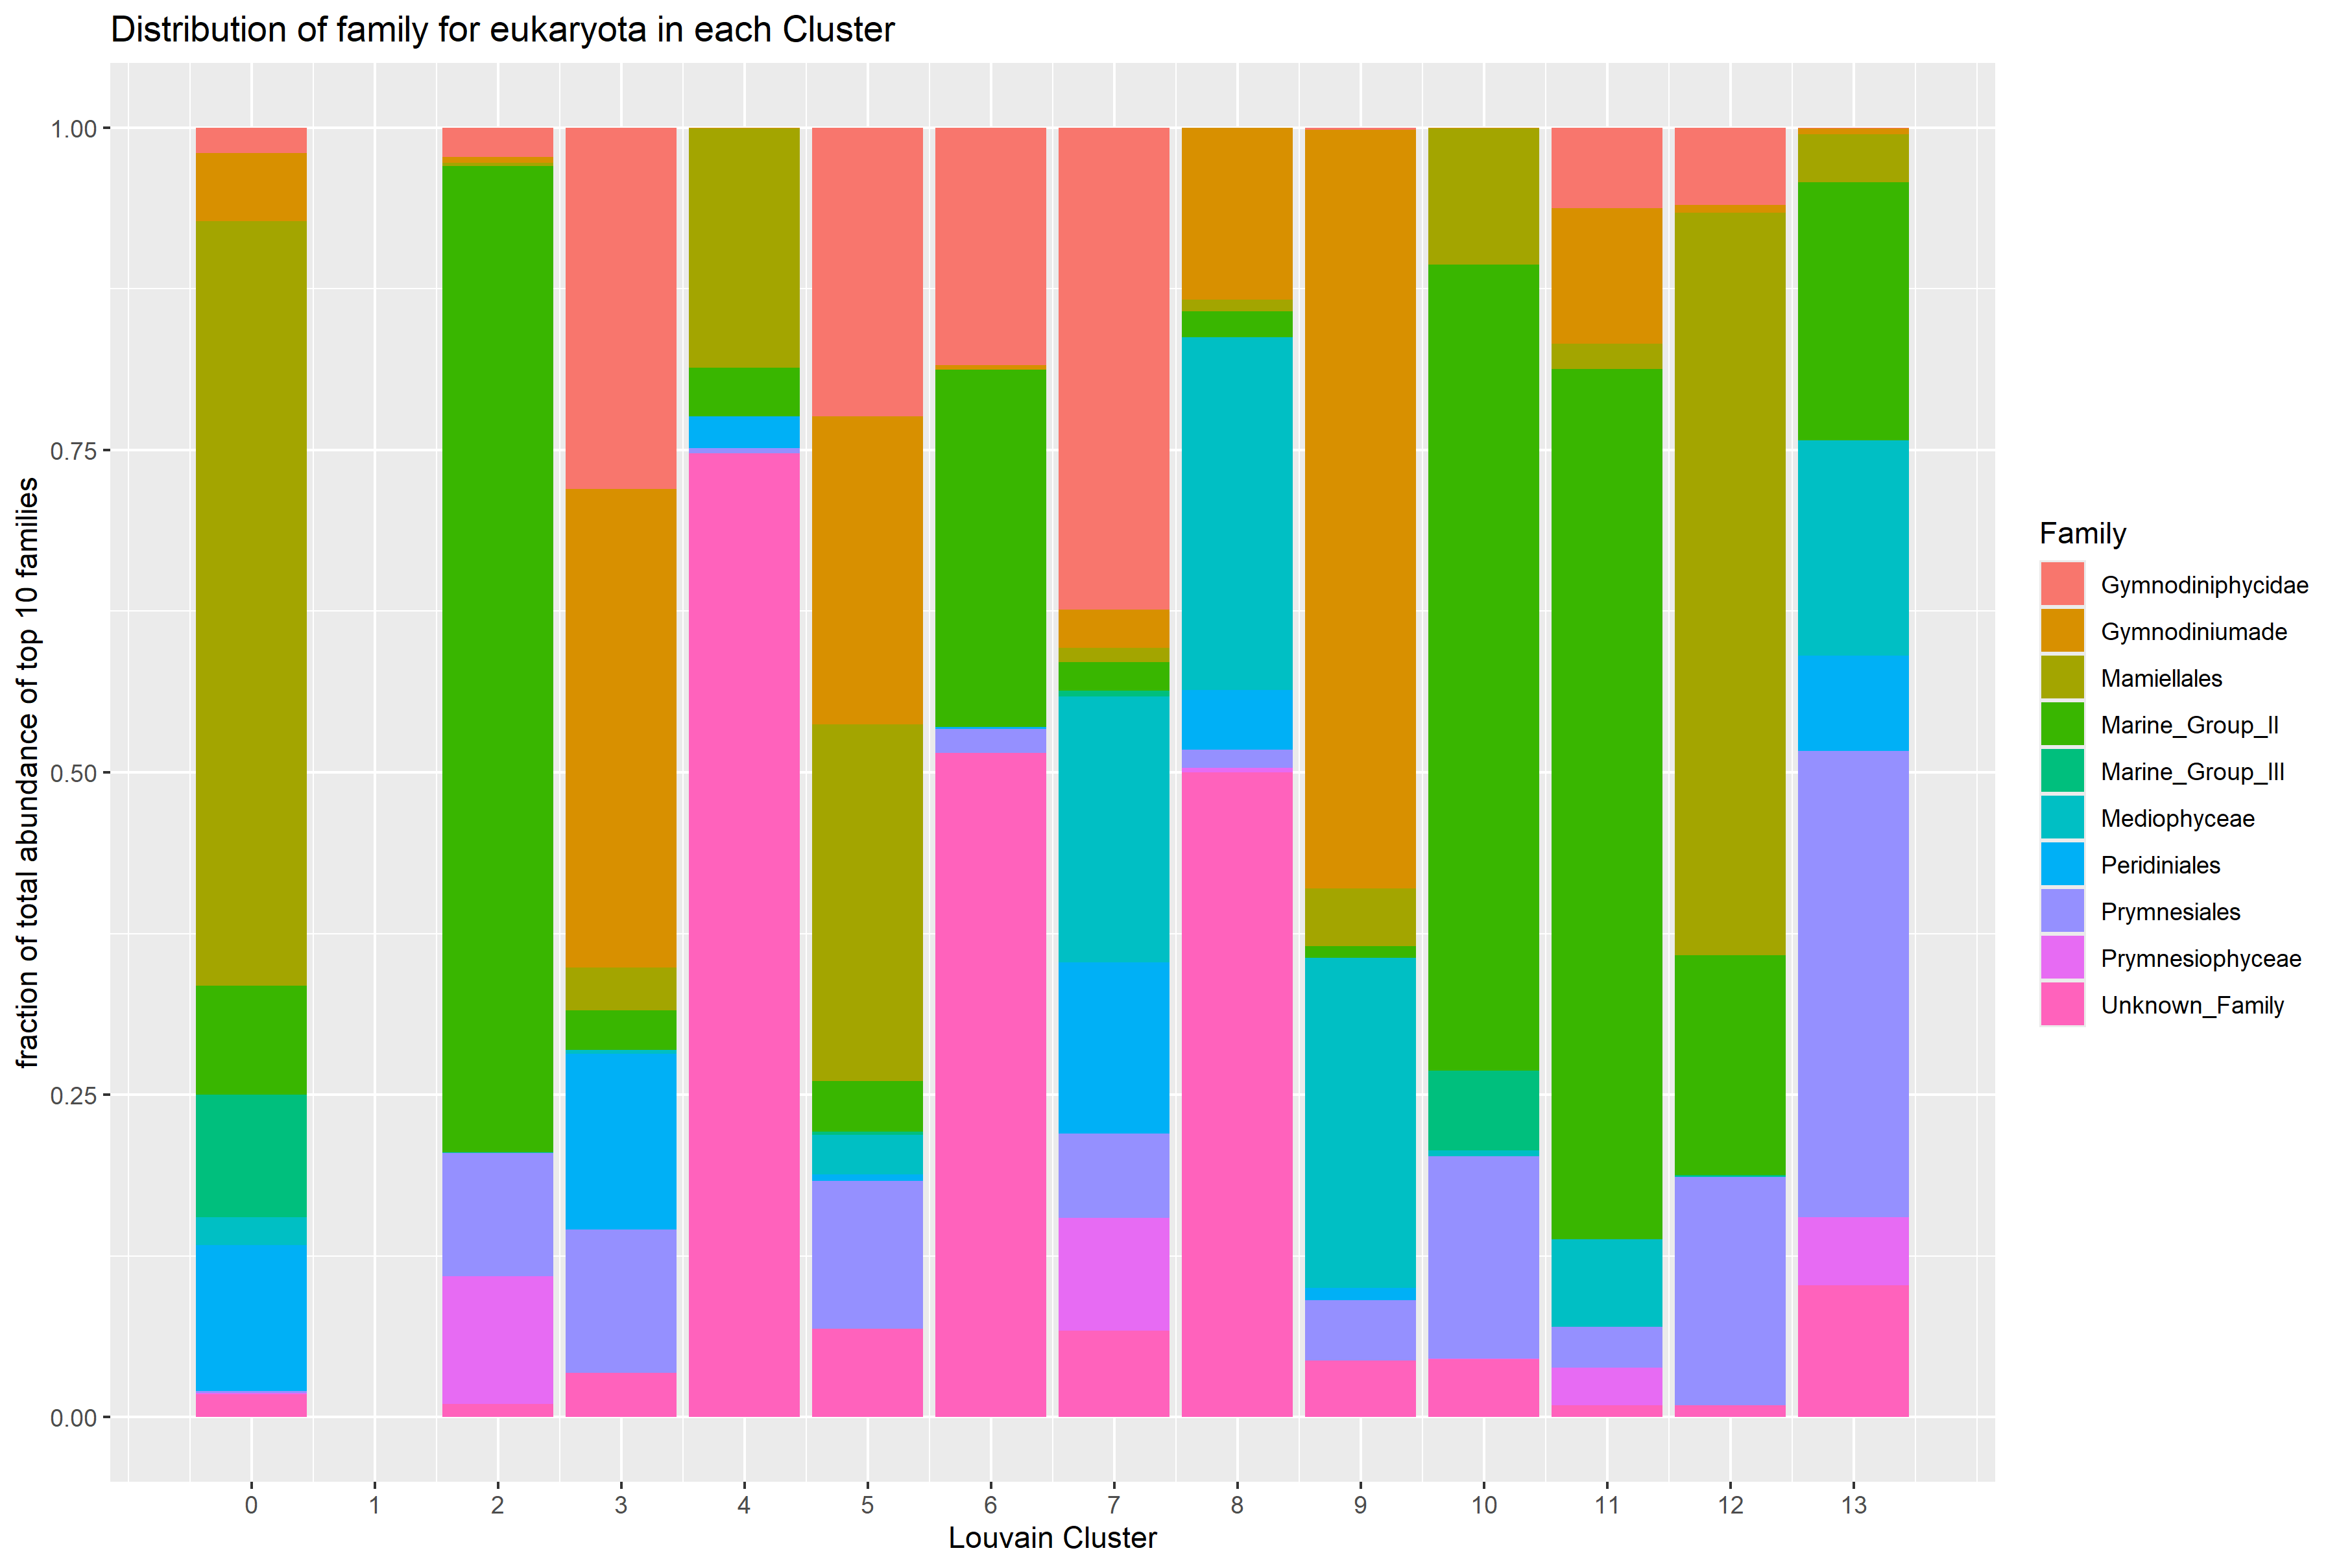 Distribution of family for eukaryota in each Cluster
fraction of total abundance of top 10 families
1.00
0.75
0.50
0.25
0.00
0 1 2 3 4 5 6 7 8 9 10 11 12 13
Louvain Cluster
Family
Gymnodiniphycidae
Gymnodiniumade
Mamiellales
Marine_Group_II
Marine_Group_III
Mediophyceae
Peridiniales
Prymnesiales
Prymnesiophyceae
Unknown_Family